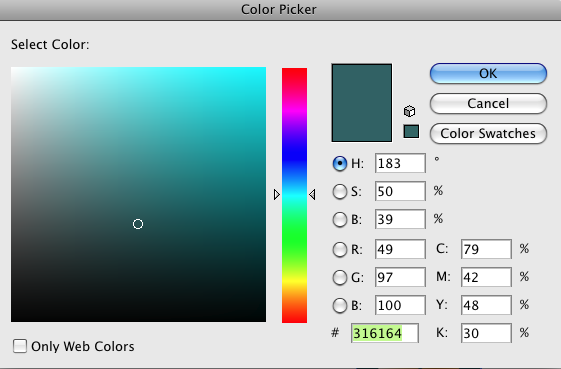 Color Picker
Select Color:
OK
Cancel
Color Swatches
H: 183 °
S: 50 %
B: 39 %
R: 49 C: 79 %
G: 97 M: 42 %
B: 100 Y: 48 %
# 316164 K: 30 %
Only Web Colors